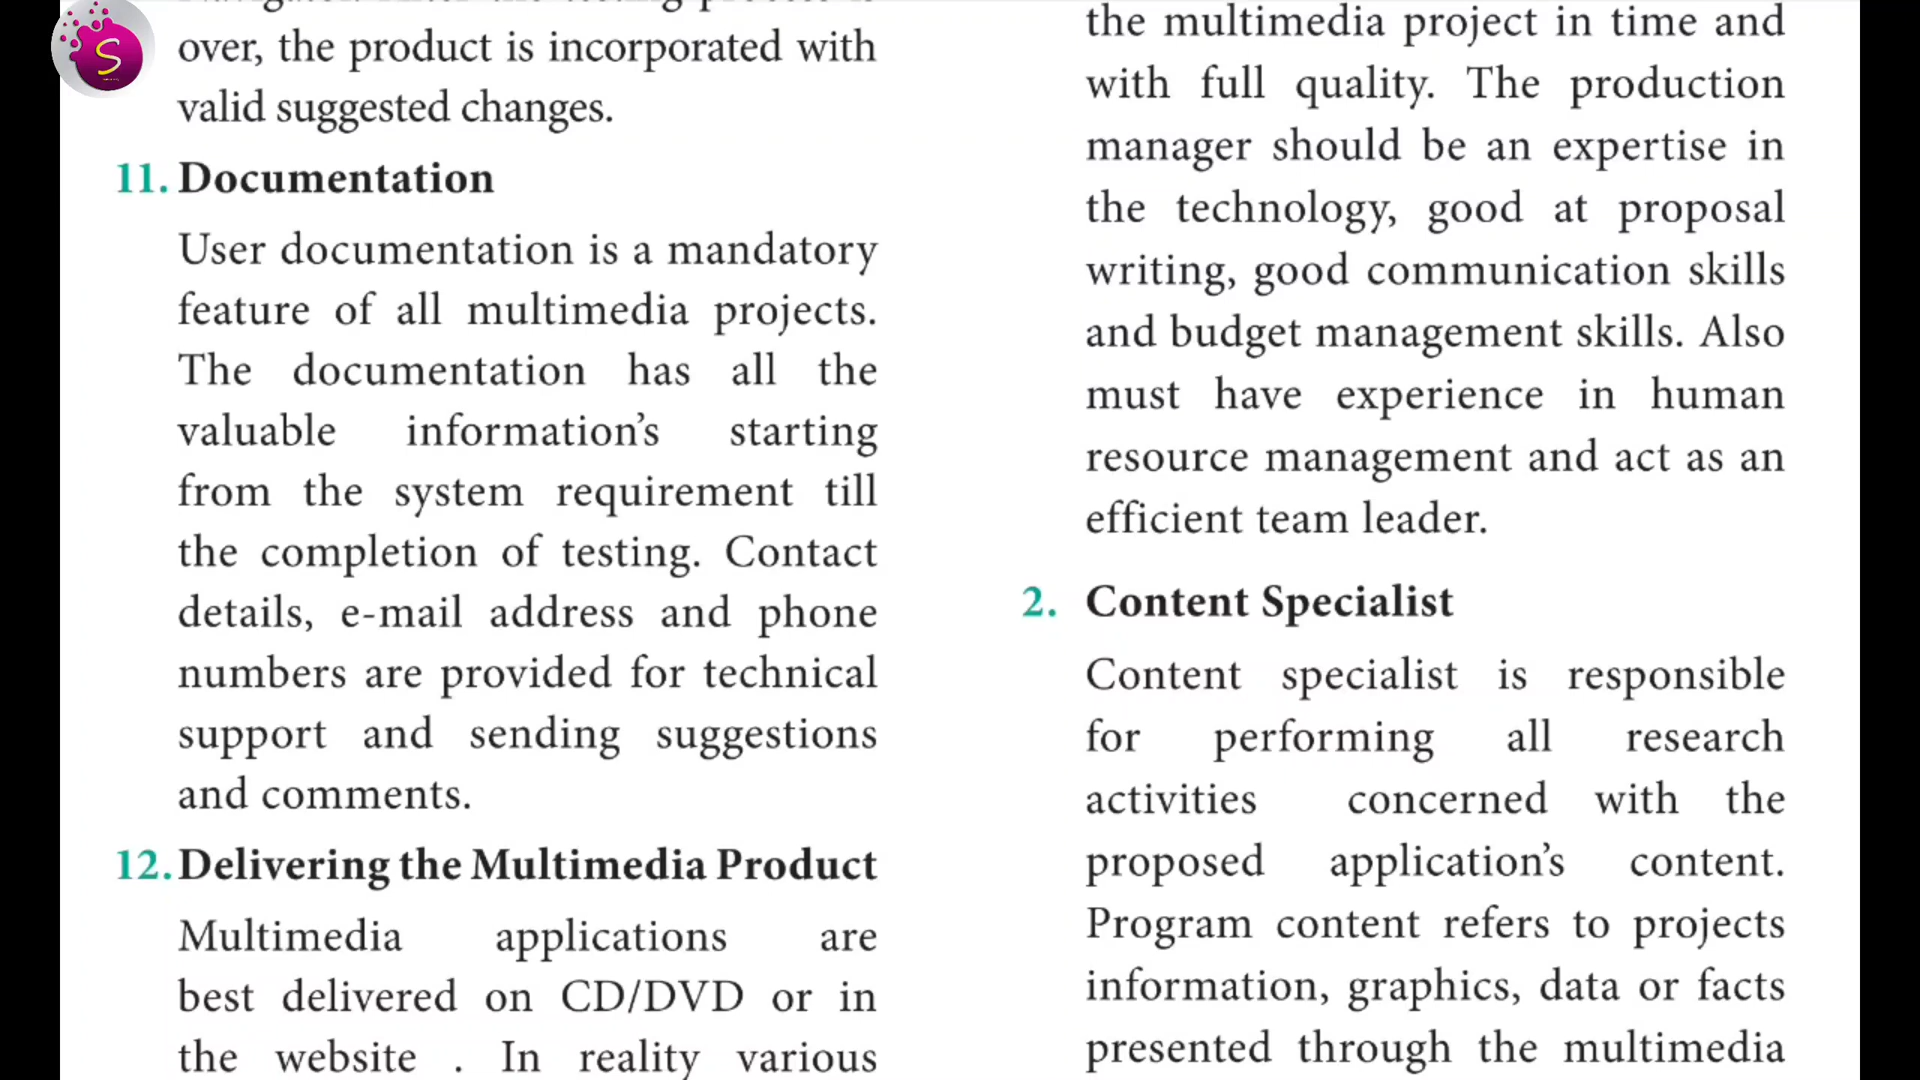 over, the product is incorporated with
valid suggested changes.
11. Documentation
User documentation is a mandatory
feature of all multimedia projects.
The documentation has all the
valuable information's starting
from the system requirement till
the completion of testing. Contact
details, e-mail address and phone
numbers are provided for technical
support and sending suggestions
and comments.
12. Delivering the Multimedia Product
Multimedia applications are
best delivered on CD/DVD or in
the website . In reality various
the multimedia project in time and
with full quality. The production
manager should be an expertise in
the technology, good at proposal
writing, good communication skills
and budget management skills. Also
must have experience in human
resource management and act as an
efficient team leader.
2. Content Specialist
Content specialist is responsible
for performing all research
activities concerned with the
proposed application's content.
Program content refers to projects
information, graphics, data or facts
presented through the multimedia
S